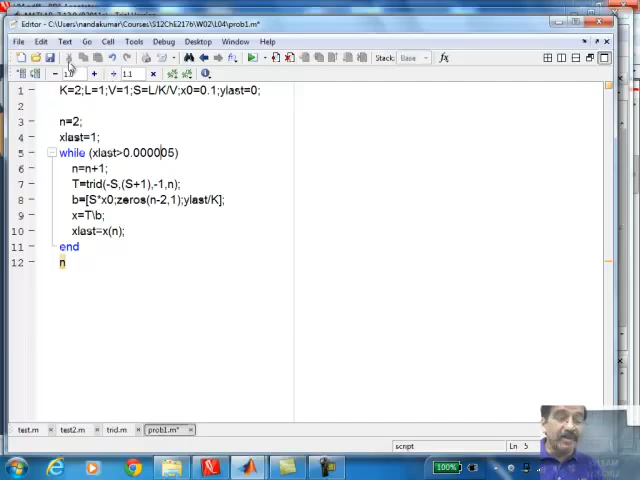 Editor - C:\Users\nandakumar\Courses\S12ChE2176\W02\L04\prob1.m*
File Edit Text Go Cell Tools Debug Desktop Window Help
Stack: Base fx
1.0 1.1
1 K=2;L=1;V=1;S=L/K/V;x0=0.1;ylast=0;
2
3 n=2;
4 xlast=1;
5 while (xlast>0.000005)
6 n=n+1;
7 T=trid(-S,(S+1),-1,n);
8 b=[S*x0;zeros(n-2,1);ylast/K];
9 x=T\b;
10 xlast=x(n);
11 end
12 n
test.m test2.m trid.m prob1.m*
script Ln 5
100%